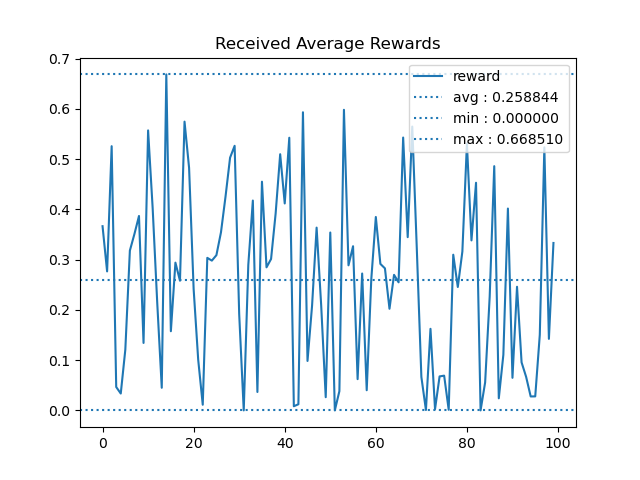 Received Average Rewards
0.7
0.6
0.5
0.4
0.3
0.2
0.1
0.0
reward
avg : 0.258844
min : 0.000000
max : 0.668510
0 20 40 60 80 100